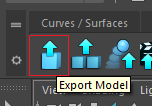 Curves / Surfaces
Export Model